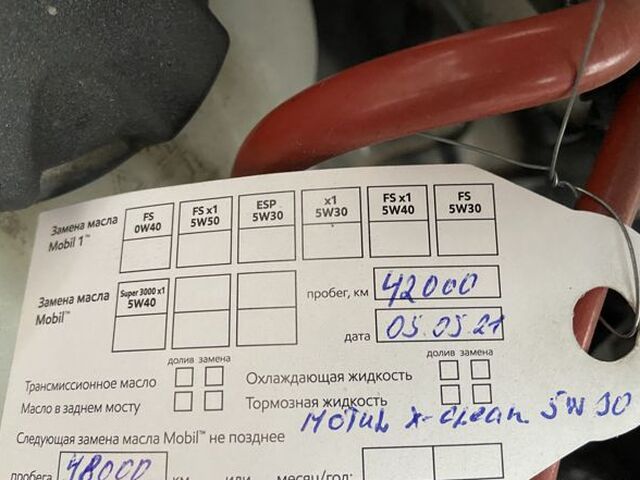 Замена масла Mobil 1™ FS 0W40 FS x1 5W50 ESP 5W30 x1 5W30 FS x1 5W40 FS 5W30
Замена масла Mobil™ Super 3000 x1 5W40
пробег, км 42000
дата 05.05.21
долив замена долив замена
Трансмиссионное масло Охлаждающая жидкость
Масло в заднем мосту Тормозная жидкость
MOTUL X-clean 5W30
Следующая замена масла Mobil™ не позднее
пробега 48000 км или месяц/год: